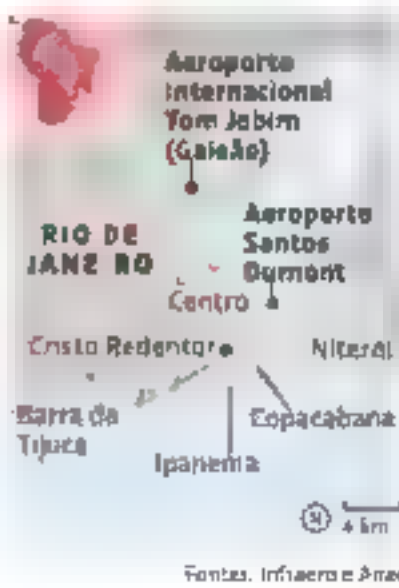 Aeroporto
Internacional
Tom Jobim
(Galeão)
RIO DE
JANEIRO
Aeroporto
Santos
Dumont
Centro
Cristo Redentor
Niterói
Barra da
Tijuca
Copacabana
Ipanema
N
4 km
Fontes: Infraero e